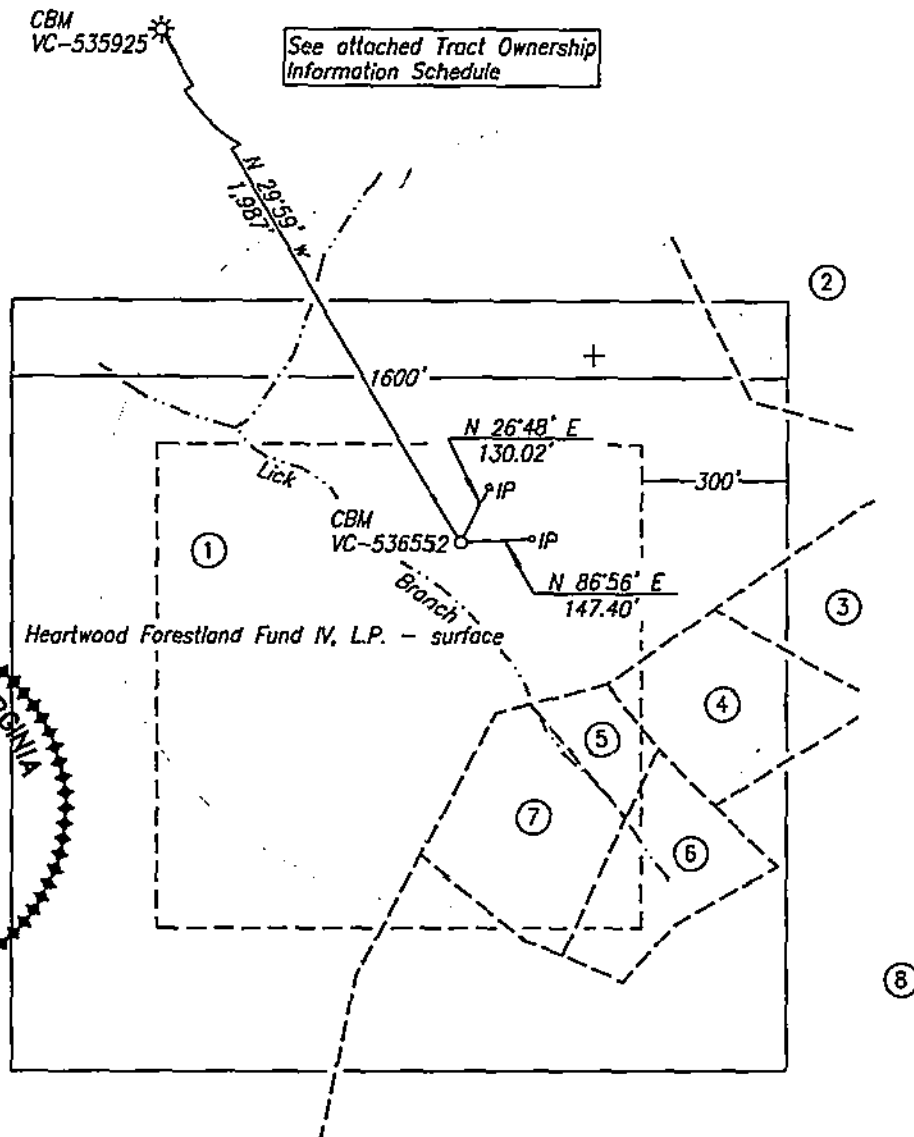 CBM
VC-535925
See attached Tract Ownership
Information Schedule
N 29°59' W
1,987'
2
1600'
N 26°48' E
130.02'
Lick
300'
IP
CBM
VC-536552
IP
1
Branch
N 86°56' E
147.40'
3
Heartwood Forestland Fund IV, L.P. - surface
4
5
7
6
8